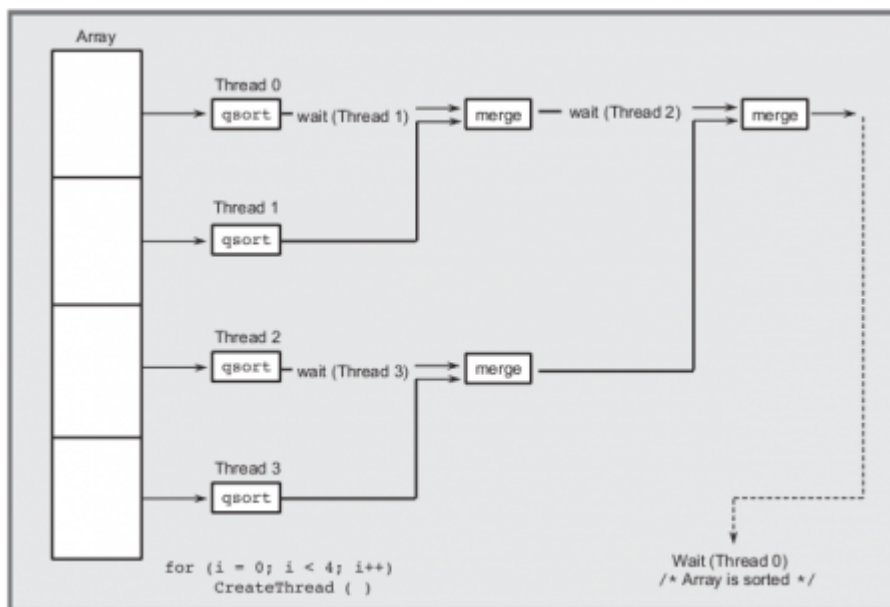 Array
Thread 0
qsort
wait (Thread 1)
merge
wait (Thread 2)
merge
Thread 1
qsort
Thread 2
qsort
wait (Thread 3)
merge
Thread 3
qsort
for (i = 0; i < 4; i++)
CreateThread ( )
Wait (Thread 0)
/* Array is sorted */